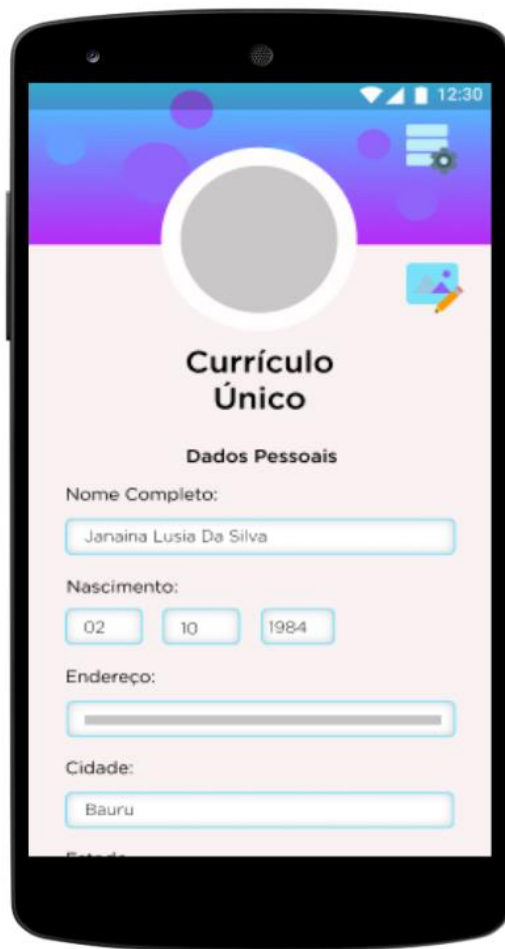 12:30
Currículo
Único
Dados Pessoais
Nome Completo:
Janaina Lusia Da Silva
Nascimento:
02 10 1984
Endereço:
Cidade:
Bauru